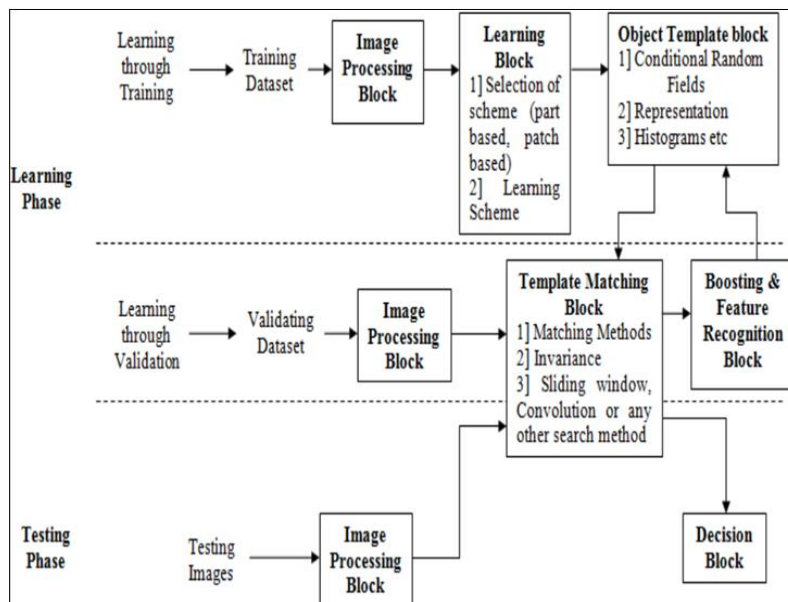 Learning
through
Training
Training
Dataset
Image
Processing
Block
Learning
Block
1] Selection of
scheme (part
based, patch
based)
2] Learning
Scheme
Object Template block
1] Conditional Random
Fields
2] Representation
3] Histograms etc
Learning
Phase
Learning
through
Validation
Validating
Dataset
Image
Processing
Block
Template Matching
Block
1] Matching Methods
2] Invariance
3] Sliding window,
Convolution or any
other search method
Boosting &
Feature
Recognition
Block
Testing
Phase
Testing
Images
Image
Processing
Block
Decision
Block